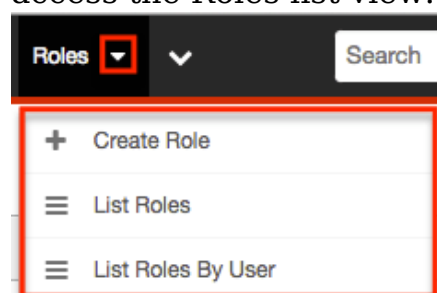 access the Roles list view.
Roles Search
Create Role
List Roles
List Roles By User